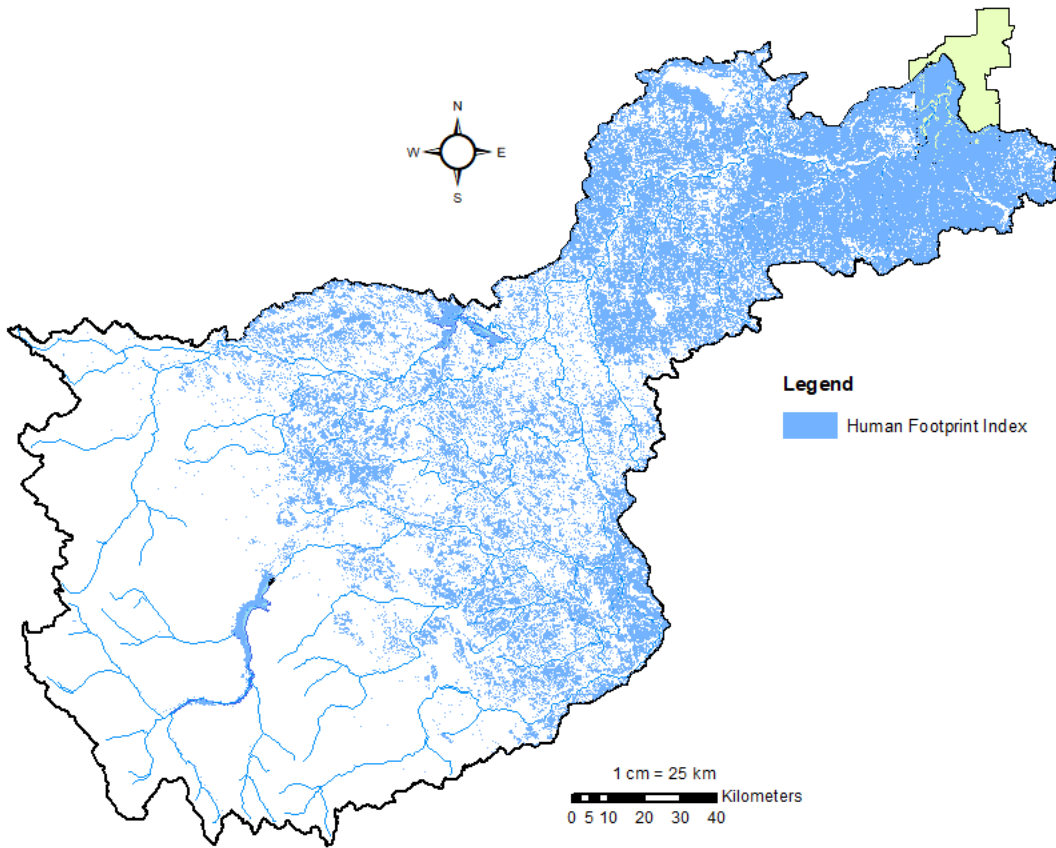 N
W E
S
Legend
Human Footprint Index
1 cm = 25 km
Kilometers
0 5 10 20 30 40